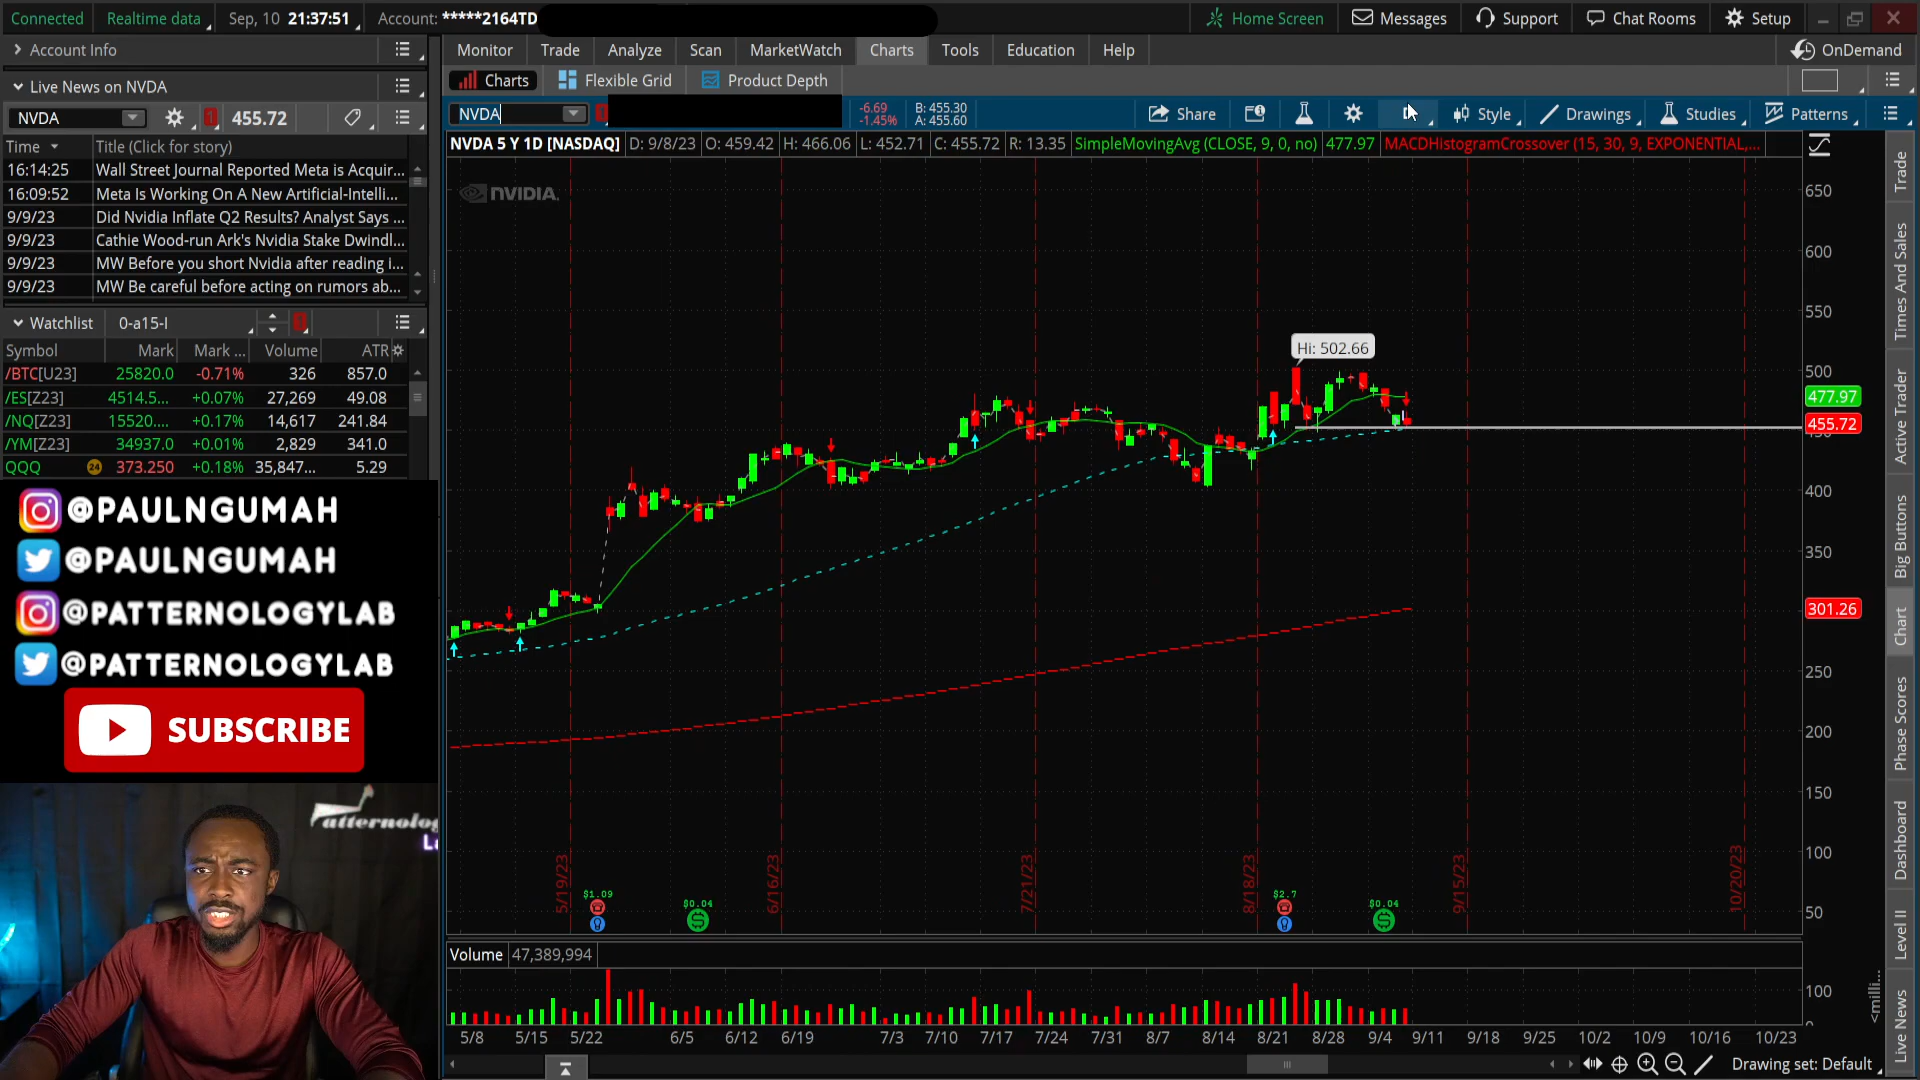 Connected Realtime data Sep, 10 21:37:51 Account: *****2164TD Home Screen Messages Support Chat Rooms Setup
Account Info
Monitor Trade Analyze Scan MarketWatch Charts Tools Education Help OnDemand
Live News on NVDA
Charts Flexible Grid Product Depth
NVDA 1 455.72
NVDA -6.69 -1.45% B: 455.30 A: 455.60 Share Style Drawings Studies Patterns
Time Title (Click for story)
NVDA 5 Y 1D [NASDAQ] D: 9/8/23 O: 459.42 H: 466.06 L: 452.71 C: 455.72 R: 13.35 SimpleMovingAvg (CLOSE, 9, 0, no) 477.97 MACDHistogramCrossover (15, 30, 9, EXPONENTIAL,...
16:14:25 Wall Street Journal Reported Meta is Acquir...
16:09:52 Meta Is Working On A New Artificial-Intelli...
9/9/23 Did Nvidia Inflate Q2 Results? Analyst Says ...
9/9/23 Cathie Wood-run Ark's Nvidia Stake Dwindl...
9/9/23 MW Before you short Nvidia after reading i...
9/9/23 MW Be careful before acting on rumors ab...
Watchlist 0-a15-I
Symbol Mark Mark ... Volume ATR
/BTC[U23] 25820.0 -0.71% 326 857.0
/ES[Z23] 4514.5... +0.07% 27,269 49.08
/NQ[Z23] 15520.... +0.17% 14,617 241.84
/YM[Z23] 34937.0 +0.01% 2,829 341.0
QQQ 24 373.250 +0.18% 35,847... 5.29
@PAULNGUMAH
@PAULNGUMAH
@PATTERNOLOGYLAB
@PATTERNOLOGYLAB
SUBSCRIBE
atternolo
NVIDIA.
Hi: 502.66
650
600
550
500
477.97
455.72
400
350
301.26
250
200
150
100
50
5/19/23
6/16/23
7/21/23
8/18/23
9/15/23
10/20/23
$1.09
$0.04
$2.7
$0.04
Volume 47,389,994
100
0
<milli...
5/8 5/15 5/22 6/5 6/12 6/19 7/3 7/10 7/17 7/24 7/31 8/7 8/14 8/21 8/28 9/4 9/11 9/18 9/25 10/2 10/9 10/16 10/23
Drawing set: Default
Trade
Times And Sales
Active Trader
Big Buttons
Chart
Phase Scores
Dashboard
Level II
Live News